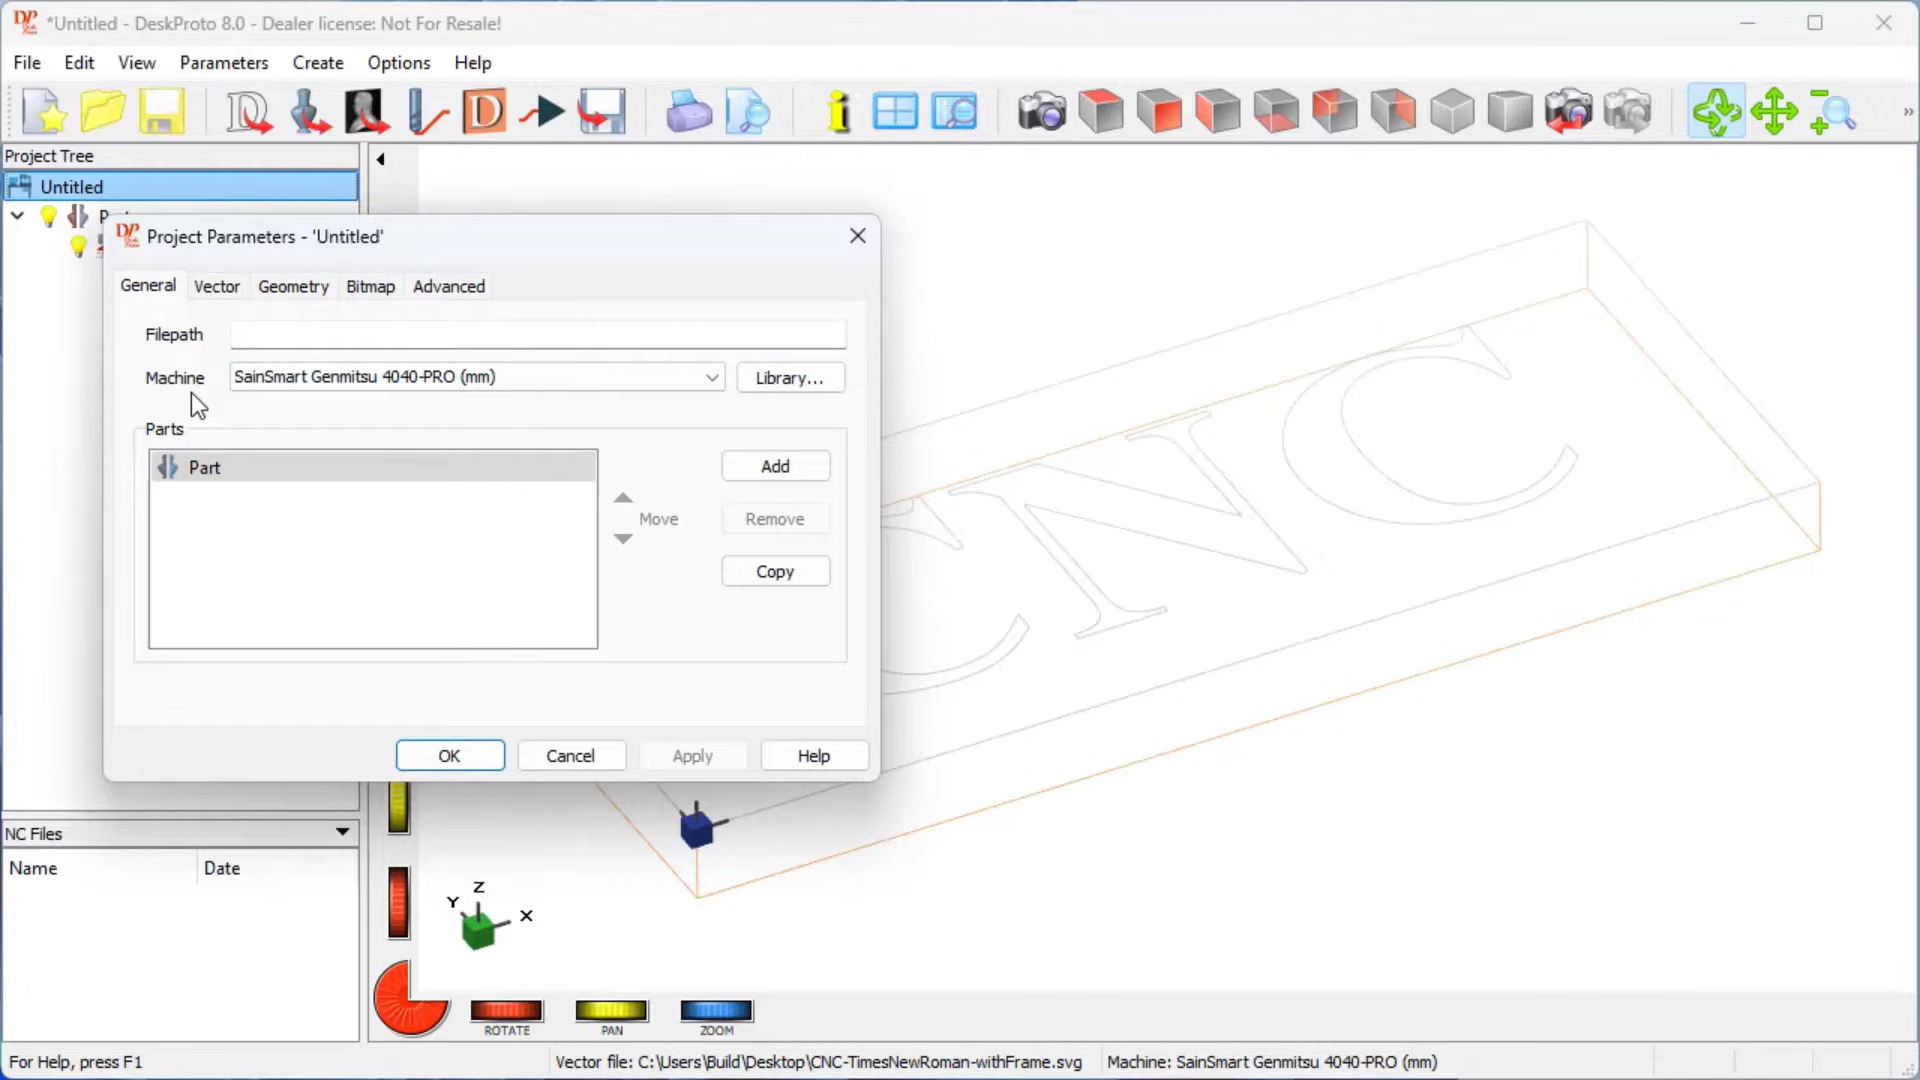 *Untitled - DeskProto 8.0 - Dealer license: Not For Resale!
File Edit View Parameters Create Options Help
Project Tree
Untitled
Project Parameters - 'Untitled'
General Vector Geometry Bitmap Advanced
Filepath
Machine SainSmart Genmitsu 4040-PRO (mm) Library...
Parts
Part
Add
Move
Remove
Copy
OK Cancel Apply Help
NC Files
Name Date
CNC
Z
Y
X
ROTATE PAN ZOOM
For Help, press F1 Vector file: C:\Users\Build\Desktop\CNC-TimesNewRoman-withFrame.svg Machine: SainSmart Genmitsu 4040-PRO (mm)